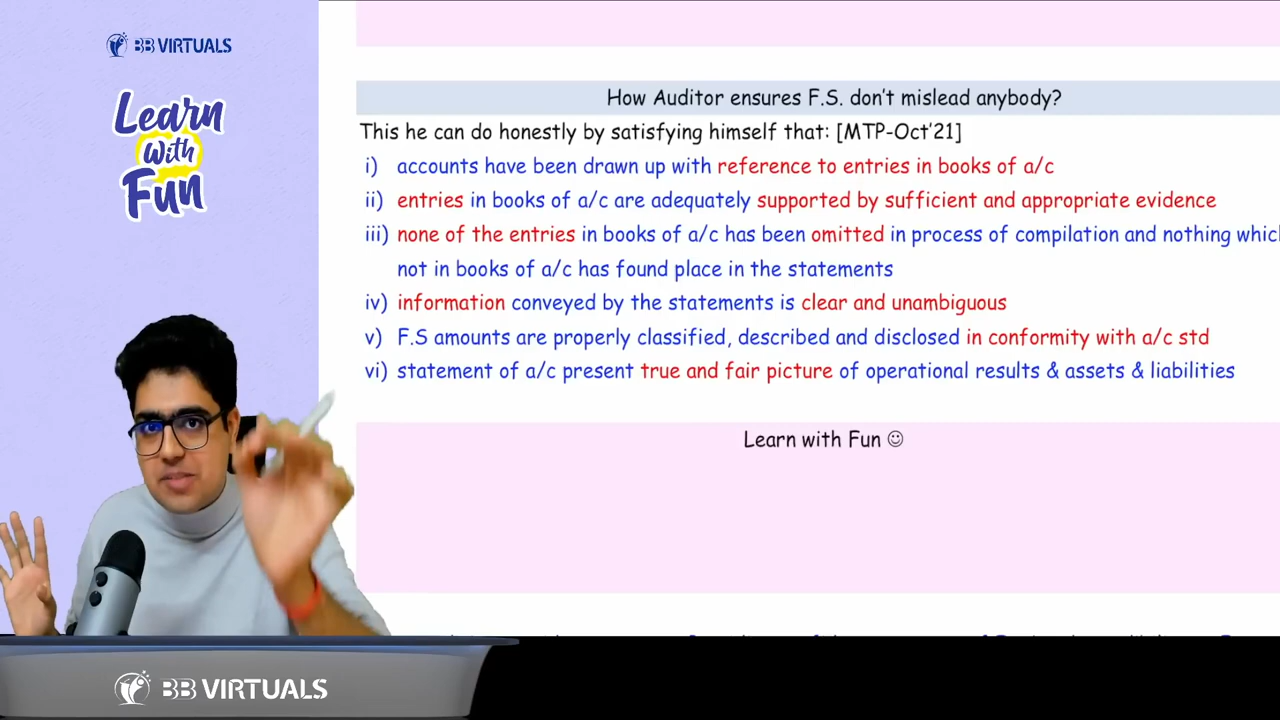 BB VIRTUALS
Learn
With
Fun
How Auditor ensures F.S. don't mislead anybody?
This he can do honestly by satisfying himself that: [MTP-Oct'21]
i) accounts have been drawn up with reference to entries in books of a/c
ii) entries in books of a/c are adequately supported by sufficient and appropriate evidence
iii) none of the entries in books of a/c has been omitted in process of compilation and nothing
not in books of a/c has found place in the statements
iv) information conveyed by the statements is clear and unambiguous
v) F.S amounts are properly classified, described and disclosed in conformity with a/c std
vi) statement of a/c present true and fair picture of operational results & assets & liabilities
Learn with Fun ☺
BB VIRTUALS